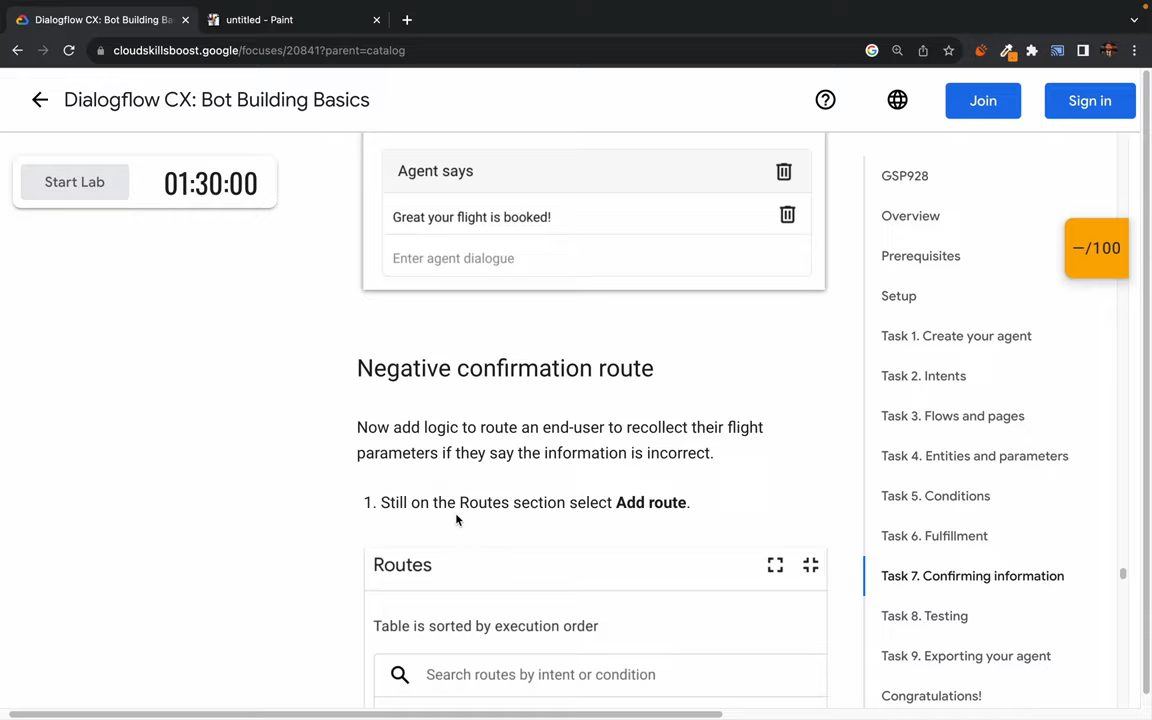 Dialogflow CX: Bot Building Ba
untitled - Paint
cloudskillsboost.google/focuses/20841?parent=catalog
Dialogflow CX: Bot Building Basics
Join
Sign in
Start Lab
01:30:00
Agent says
Great your flight is booked!
Enter agent dialogue
Negative confirmation route
Now add logic to route an end-user to recollect their flight
parameters if they say the information is incorrect.
1. Still on the Routes section select Add route.
Routes
Table is sorted by execution order
Search routes by intent or condition
GSP928
Overview
Prerequisites
Setup
Task 1. Create your agent
Task 2. Intents
Task 3. Flows and pages
Task 4. Entities and parameters
Task 5. Conditions
Task 6. Fulfillment
Task 7. Confirming information
Task 8. Testing
Task 9. Exporting your agent
Congratulations!
–/100